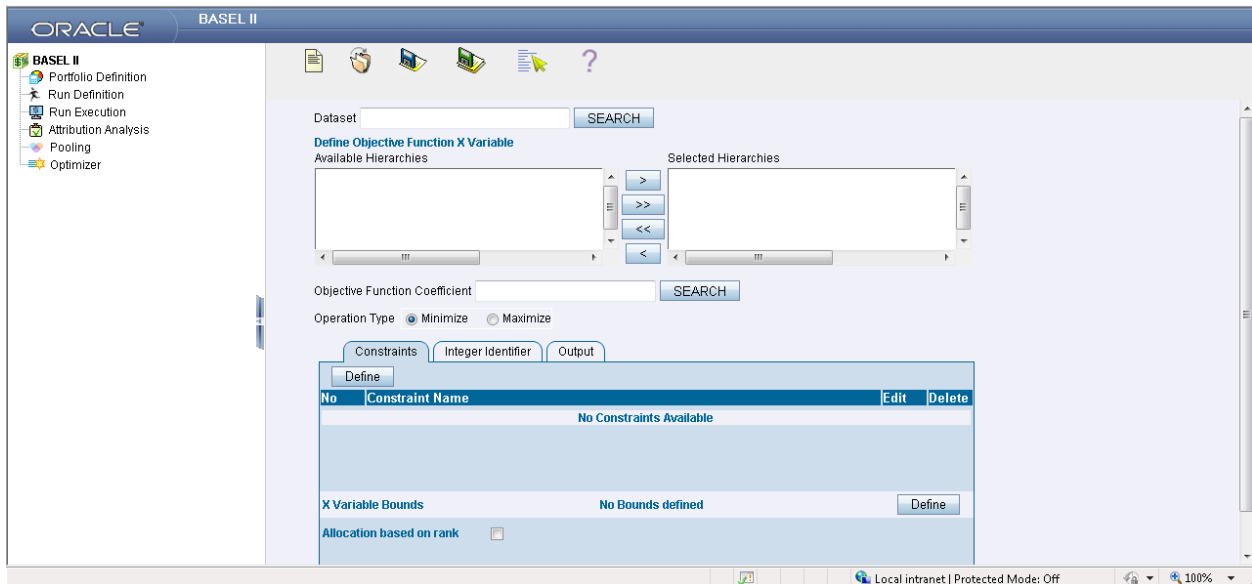 ORACLE BASEL II
BASEL II
Portfolio Definition
Run Definition
Run Execution
Attribution Analysis
Pooling
Optimizer
?
Dataset SEARCH
Define Objective Function X Variable
Available Hierarchies Selected Hierarchies
>
>>
<<
<
Objective Function Coefficient SEARCH
Operation Type Minimize Maximize
Constraints Integer Identifier Output
Define
No Constraint Name Edit Delete
No Constraints Available
X Variable Bounds No Bounds defined Define
Allocation based on rank
Local intranet | Protected Mode: Off 100%